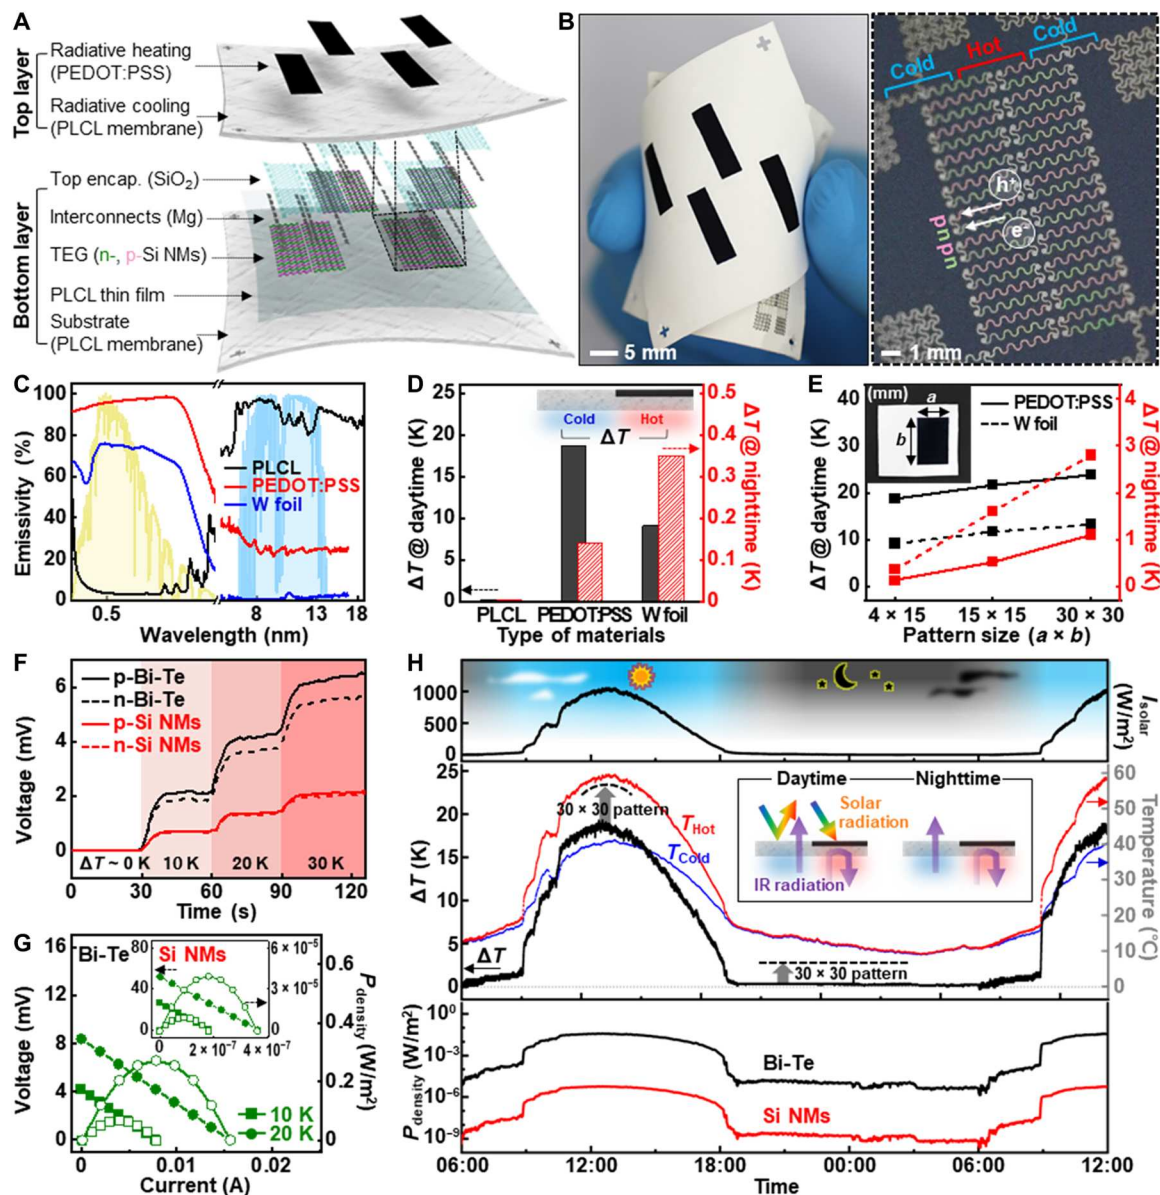 A
Top layer
Radiative heating
(PEDOT:PSS)
Radiative cooling
(PLCL membrane)
Bottom layer
Top encap. (SiO₂)
Interconnects (Mg)
TEG (n-, p-Si NMs)
PLCL thin film
Substrate
(PLCL membrane)
B
5 mm
Cold
Hot
Cold
h⁺
e⁻
pnpn
1 mm
C
Emissivity (%)
100
80
60
40
20
0
PLCL
PEDOT:PSS
W foil
0.5
8
13
18
Wavelength (nm)
D
ΔT@ daytime (K)
25
20
15
10
5
0
Cold
Hot
ΔT
0.5
0.4
0.3
0.2
0.1
0
ΔT@ nighttime (K)
PLCL
PEDOT:PSS
W foil
Type of materials
E
ΔT@ daytime (K)
40
30
20
10
0
(mm)
a
b
PEDOT:PSS
W foil
4
3
2
1
0
ΔT@ nighttime (K)
4 × 15
15 × 15
30 × 30
Pattern size (a × b)
F
Voltage (mV)
6
4
2
0
p-Bi-Te
n-Bi-Te
p-Si NMs
n-Si NMs
ΔT ~ 0 K
10 K
20 K
30 K
0
30
60
90
120
Time (s)
G
Voltage (mV)
16
12
8
4
0
Bi-Te
Si NMs
80
40
0
6 × 10⁻⁵
3 × 10⁻⁵
0
0
2 × 10⁻⁷
4 × 10⁻⁷
0.6
0.4
0.2
0
P density (W/m²)
10 K
20 K
0
0.01
0.02
Current (A)
H
1000
500
0
I solar
(W/m²)
25
20
15
10
5
0
ΔT (K)
30 × 30 pattern
T Hot
T Cold
Daytime
Nighttime
Solar
radiation
IR radiation
ΔT
30 × 30 pattern
60
50
40
30
20
10
0
Temperature (°C)
P density (W/m²)
10⁰
10⁻³
10⁻⁶
10⁻⁹
Bi-Te
Si NMs
06:00
12:00
18:00
00:00
06:00
12:00
Time